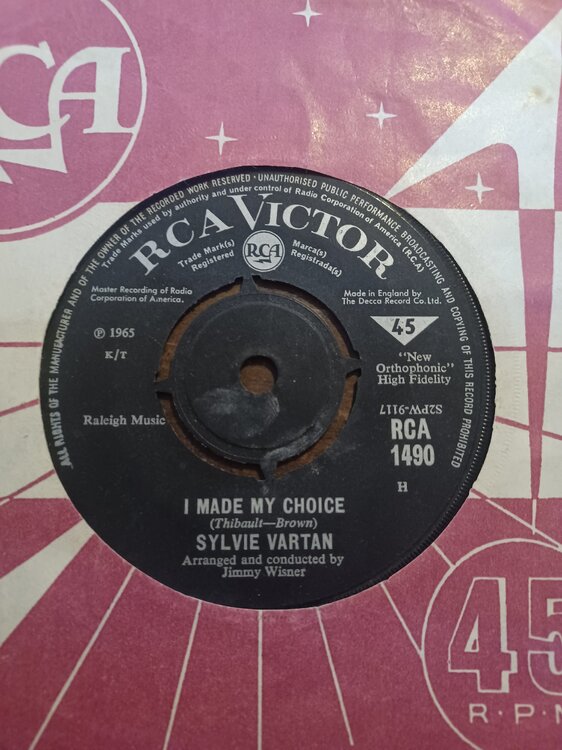 RCA
ALL RIGHTS OF THE MANUFACTURER AND OF THE OWNER OF THE RECORDED WORK RESERVED · UNAUTHORISED PUBLIC PERFORMANCE BROADCASTING AND COPYING OF THIS RECORD PROHIBITED
Trade Marks used by authority and under control of Radio Corporation of America (R.C.A.)
RCA VICTOR
Trade Mark(s)
Registered
RCA
Marca(s)
Registrada(s)
Master Recording of Radio
Corporation of America.
Made in England by
The Decca Record Co. Ltd.
℗ 1965
K/T
45
"New
Orthophonic"
High Fidelity
S2PW-9117
Raleigh Music
RCA
1490
H
I MADE MY CHOICE
(Thibault—Brown)
SYLVIE VARTAN
Arranged and conducted by
Jimmy Wisner
45
R·P·M